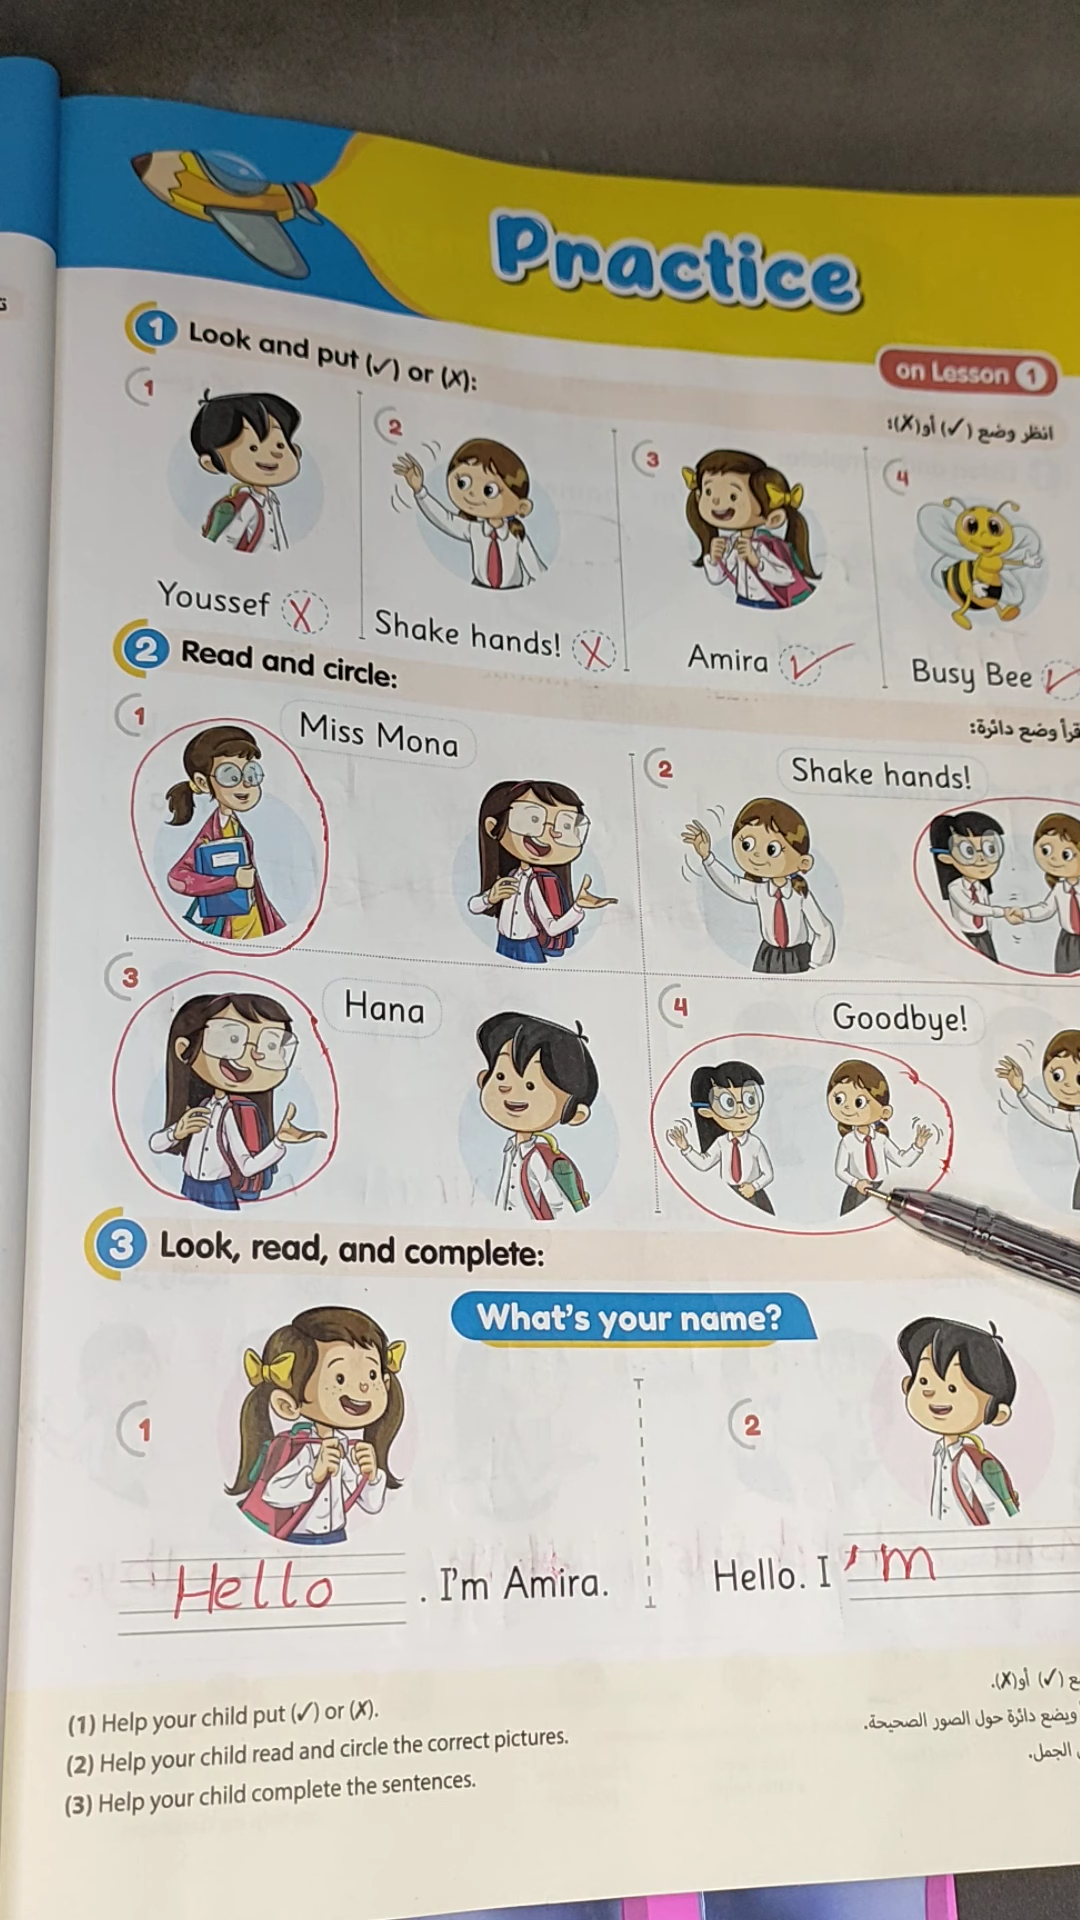 Practice
on Lesson 1
1 Look and put (✓) or (X):
انظر وضع (✓) أو (X):
1
2
3
4
Youssef X
Shake hands! X
Amira ✓
Busy Bee ✓
2 Read and circle:
وضع دائرة:
1
Miss Mona
2
Shake hands!
3
Hana
4
Goodbye!
3 Look, read, and complete:
What's your name?
1
2
Hello . I'm Amira.
Hello. I 'm
(1) Help your child put (✓) or (X).
(✓) أو (X).
(2) Help your child read and circle the correct pictures.
ويضع دائرة حول الصور الصحيحة.
(3) Help your child complete the sentences.
الجمل.